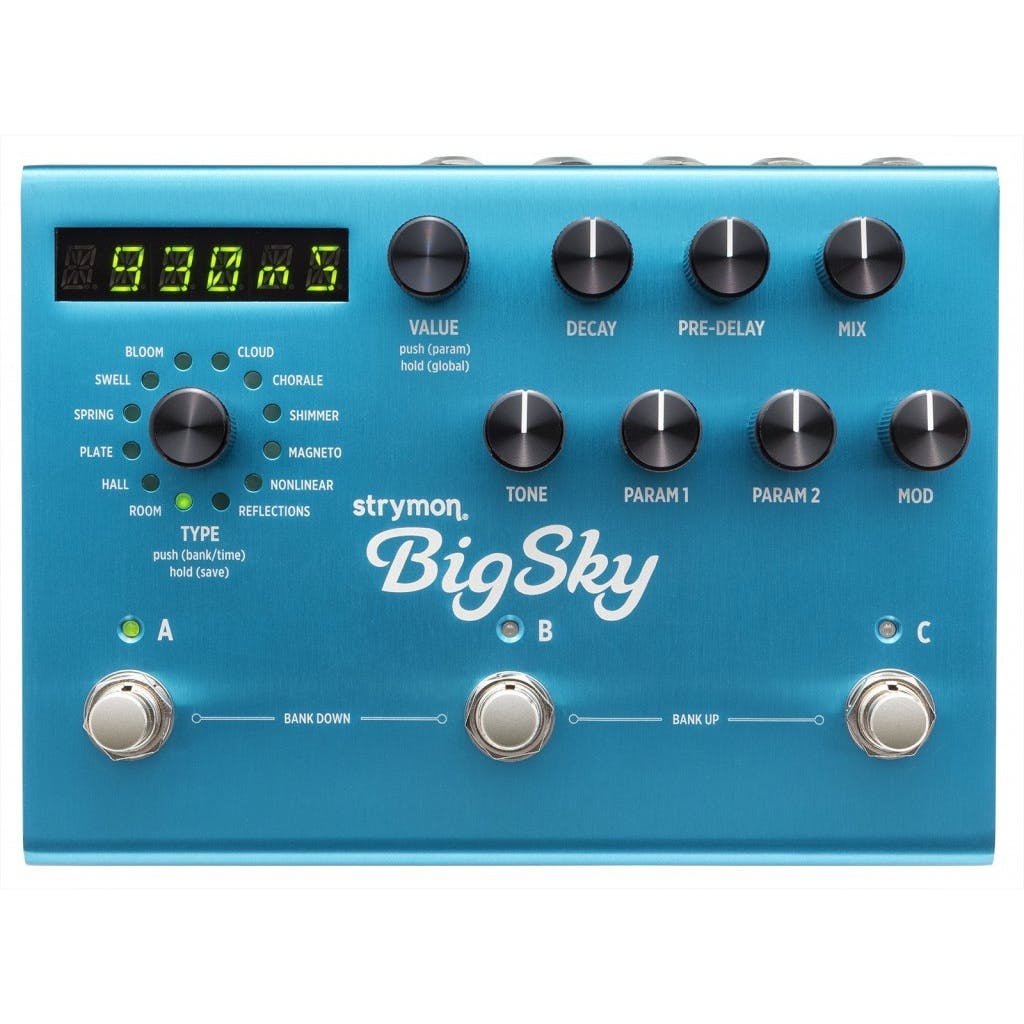 930mS
VALUE
push (param)
hold (global)
DECAY
PRE-DELAY
MIX
BLOOM
CLOUD
SWELL
CHORALE
SPRING
SHIMMER
PLATE
MAGNETO
HALL
NONLINEAR
ROOM
REFLECTIONS
TYPE
push (bank/time)
hold (save)
TONE
PARAM 1
PARAM 2
MOD
strymon®
BigSky
A
B
C
BANK DOWN
BANK UP